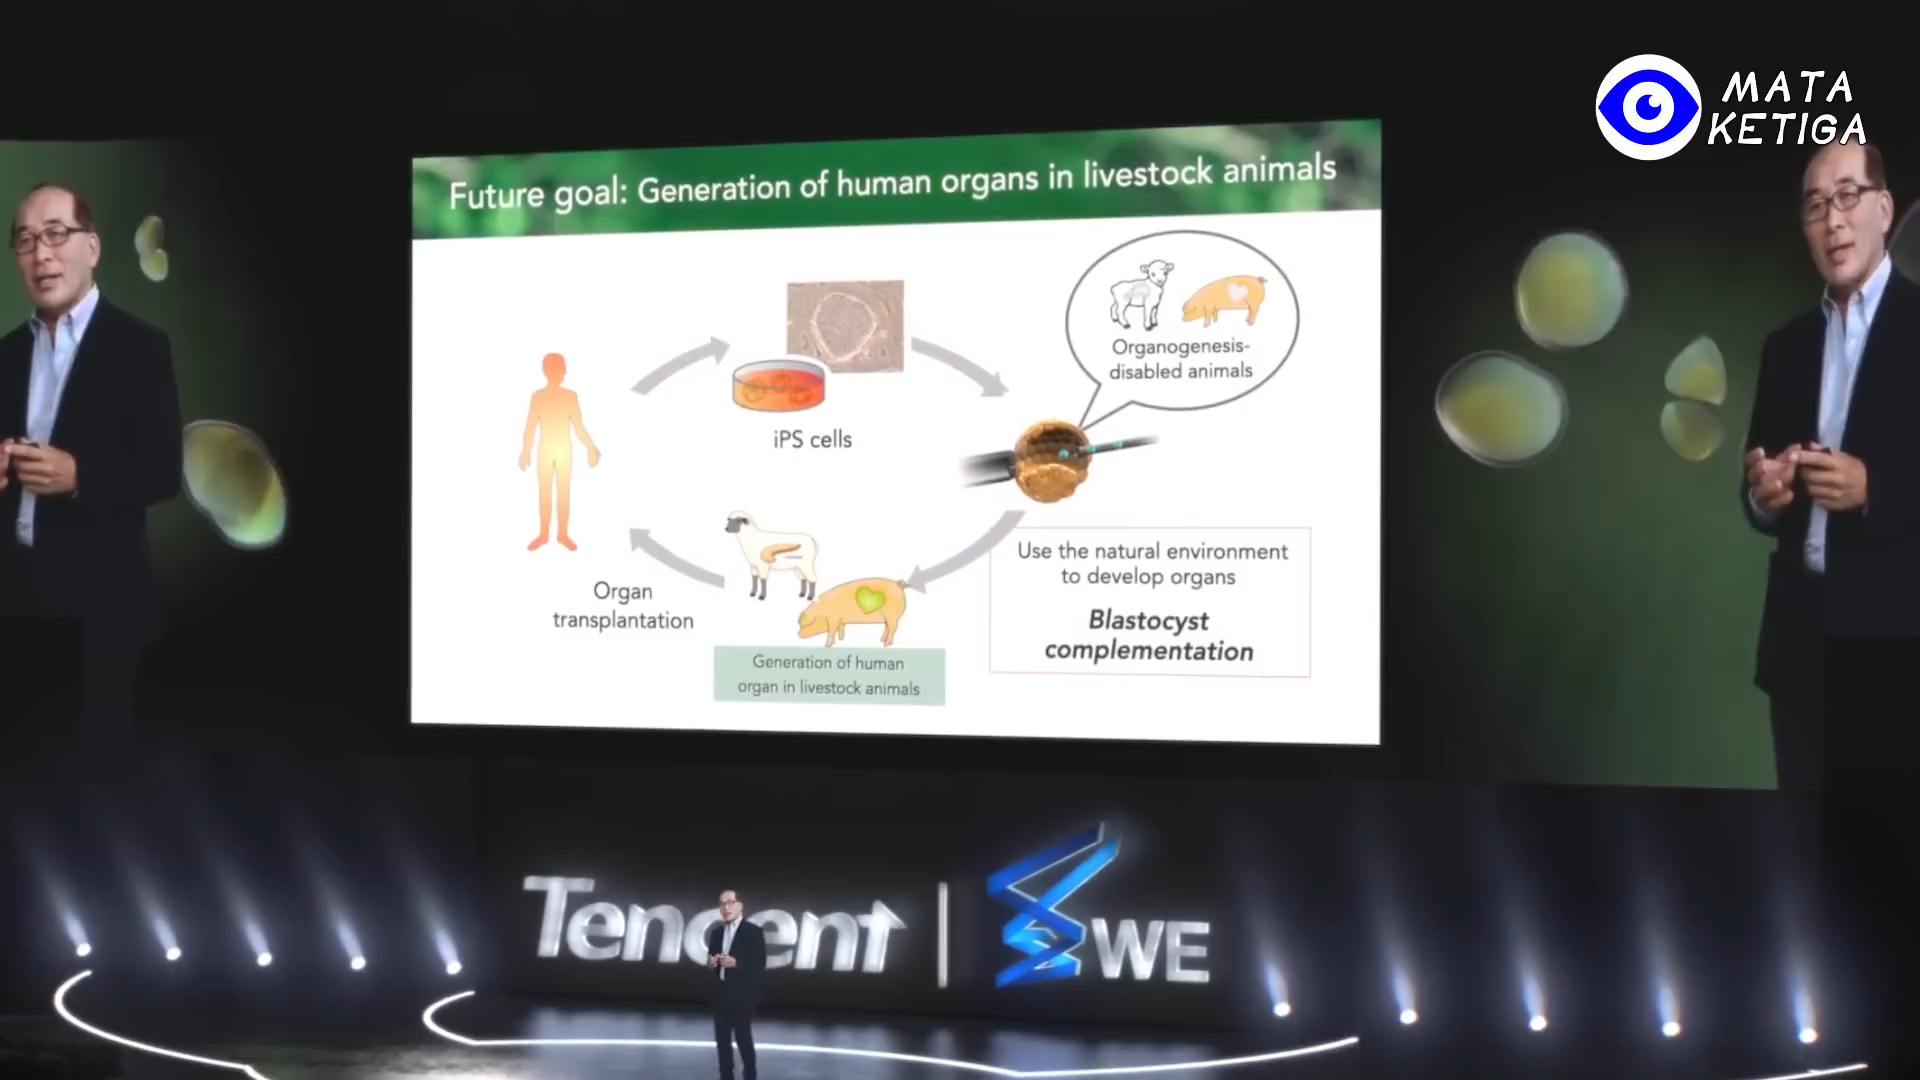 MATA
KETIGA
Future goal: Generation of human organs in livestock animals
Organogenesis-
disabled animals
iPS cells
Use the natural environment
to develop organs
Blastocyst
complementation
Organ
transplantation
Generation of human
organ in livestock animals
Tencent | WE